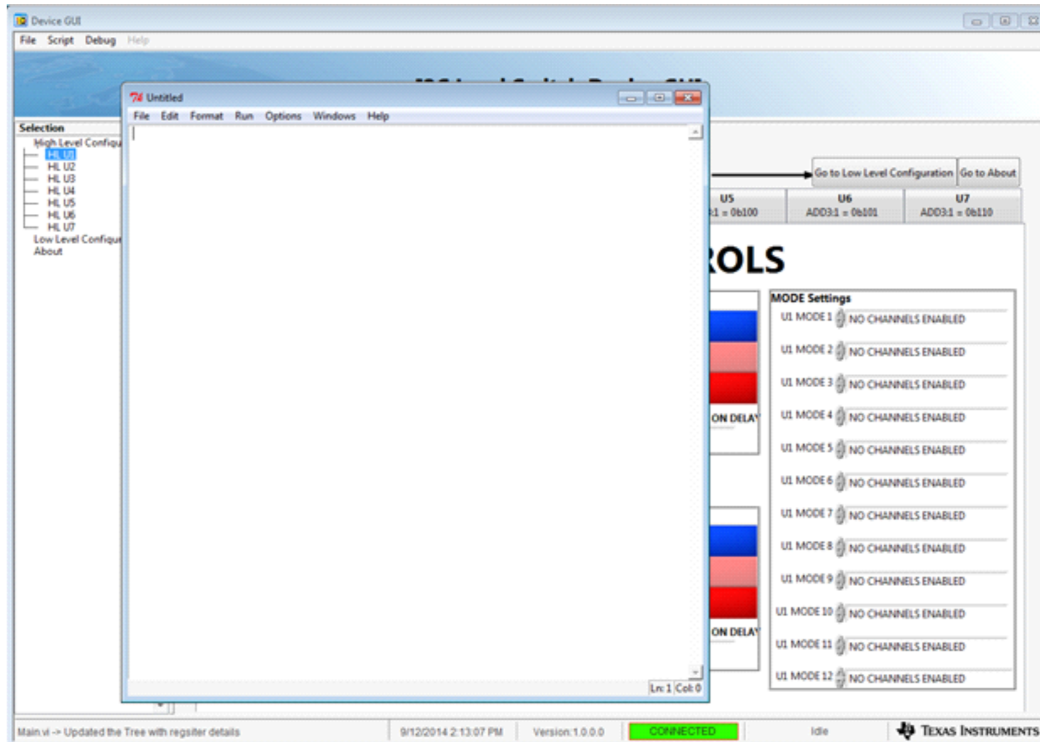 Device GUI
File Script Debug Help
Untitled
File Edit Format Run Options Windows Help
Selection
High Level Configu
HL U1
HL U2
HL U3
HL U4
HL U5
HL U6
HL U7
Low Level Configur
About
Go to Low Level Configuration Go to About
U5 U6 U7
:1 = 0b100 ADD3:1 = 0b101 ADD3:1 = 0b110
ROLS
MODE Settings
U1 MODE 1 NO CHANNELS ENABLED
U1 MODE 2 NO CHANNELS ENABLED
U1 MODE 3 NO CHANNELS ENABLED
ON DELAY
U1 MODE 4 NO CHANNELS ENABLED
U1 MODE 5 NO CHANNELS ENABLED
U1 MODE 6 NO CHANNELS ENABLED
U1 MODE 7 NO CHANNELS ENABLED
U1 MODE 8 NO CHANNELS ENABLED
U1 MODE 9 NO CHANNELS ENABLED
U1 MODE 10 NO CHANNELS ENABLED
ON DELAY
U1 MODE 11 NO CHANNELS ENABLED
U1 MODE 12 NO CHANNELS ENABLED
Ln: 1 Col: 0
Main.vi -> Updated the Tree with regsiter details 9/12/2014 2:13:07 PM Version:1.0.0.0 CONNECTED Idle TEXAS INSTRUMENTS